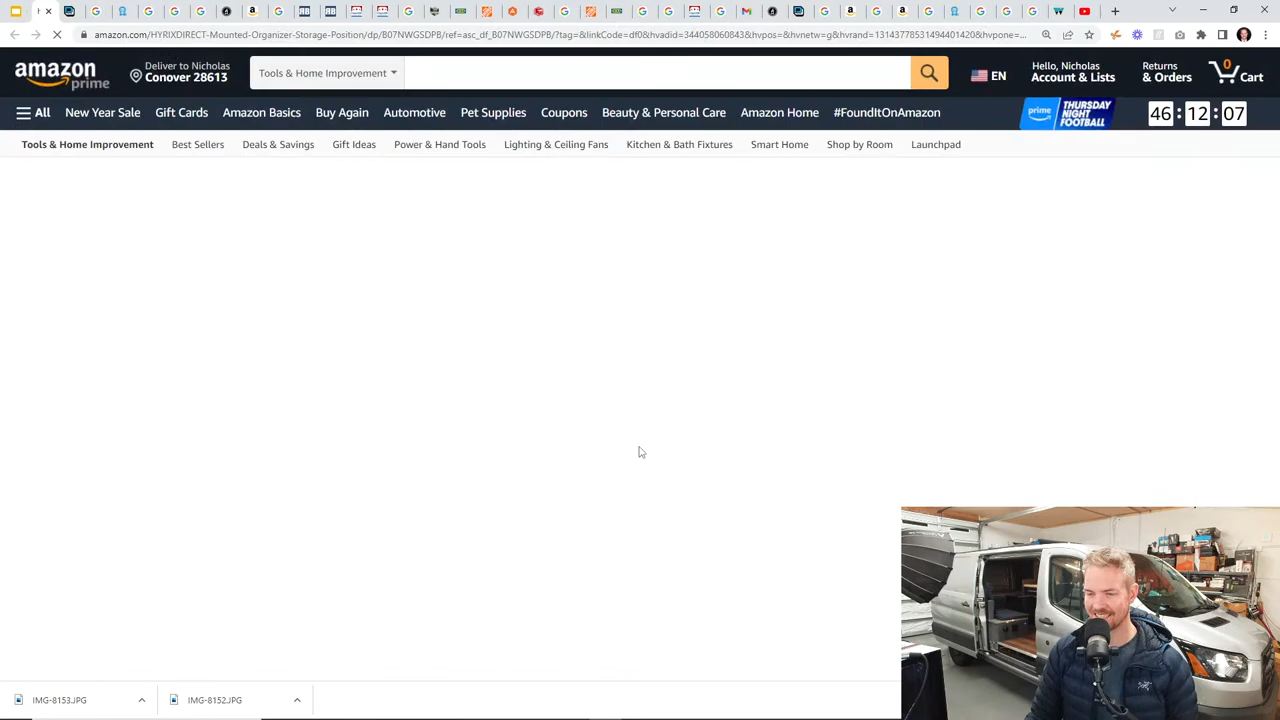 amazon.com/HYRIXDIRECT-Mounted-Organizer-Storage-Position/dp/B07NWGSDPB/ref=asc_df_B07NWGSDPB/?tag=&linkCode=df0&hvadid=344058060843&hvpos=&hvnetw=g&hvrand=13143778531494401420&hvpone=...
amazon prime
Deliver to Nicholas
Conover 28613
Tools & Home Improvement
EN
Hello, Nicholas
Account & Lists
Returns
& Orders
0
Cart
All New Year Sale Gift Cards Amazon Basics Buy Again Automotive Pet Supplies Coupons Beauty & Personal Care Amazon Home #FoundItOnAmazon
prime
THURSDAY
NIGHT
FOOTBALL
46 : 12 : 07
Tools & Home Improvement Best Sellers Deals & Savings Gift Ideas Power & Hand Tools Lighting & Ceiling Fans Kitchen & Bath Fixtures Smart Home Shop by Room Launchpad
IMG-8153.JPG IMG-8152.JPG